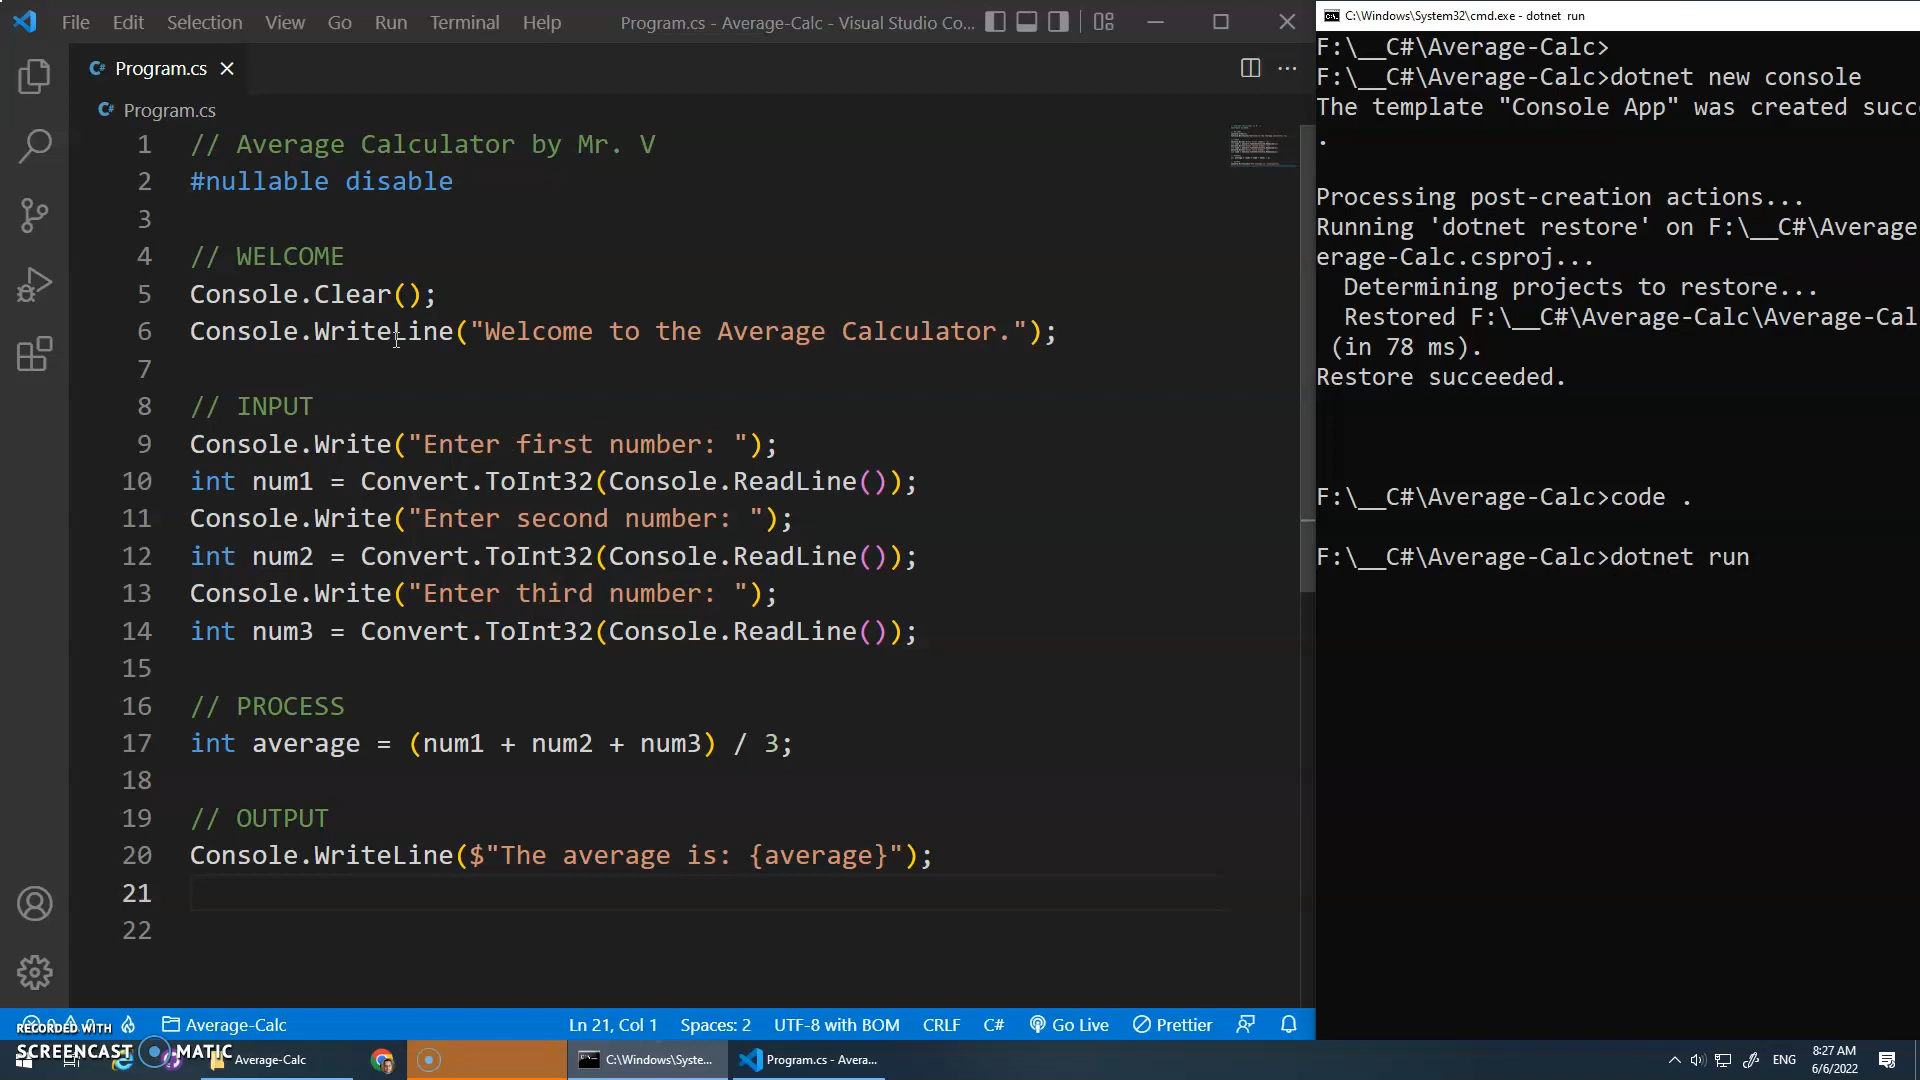 File Edit Selection View Go Run Terminal Help Program.cs - Average-Calc - Visual Studio Co...
Program.cs
Program.cs
1 // Average Calculator by Mr. V
2 #nullable disable
3
4 // WELCOME
5 Console.Clear();
6 Console.WriteLine("Welcome to the Average Calculator.");
7
8 // INPUT
9 Console.Write("Enter first number: ");
10 int num1 = Convert.ToInt32(Console.ReadLine());
11 Console.Write("Enter second number: ");
12 int num2 = Convert.ToInt32(Console.ReadLine());
13 Console.Write("Enter third number: ");
14 int num3 = Convert.ToInt32(Console.ReadLine());
15
16 // PROCESS
17 int average = (num1 + num2 + num3) / 3;
18
19 // OUTPUT
20 Console.WriteLine($"The average is: {average}");
21
22
Average-Calc Ln 21, Col 1 Spaces: 2 UTF-8 with BOM CRLF C# Go Live Prettier
C:\Windows\System32\cmd.exe - dotnet run
F:\__C#\Average-Calc>
F:\__C#\Average-Calc>dotnet new console
The template "Console App" was created succ
.
Processing post-creation actions...
Running 'dotnet restore' on F:\__C#\Average
erage-Calc.csproj...
Determining projects to restore...
Restored F:\__C#\Average-Calc\Average-Cal
(in 78 ms).
Restore succeeded.
F:\__C#\Average-Calc>code .
F:\__C#\Average-Calc>dotnet run
RECORDED WITH
SCREENCAST MATIC
Average-Calc C:\Windows\Syste... Program.cs - Avera... ENG 8:27 AM
6/6/2022